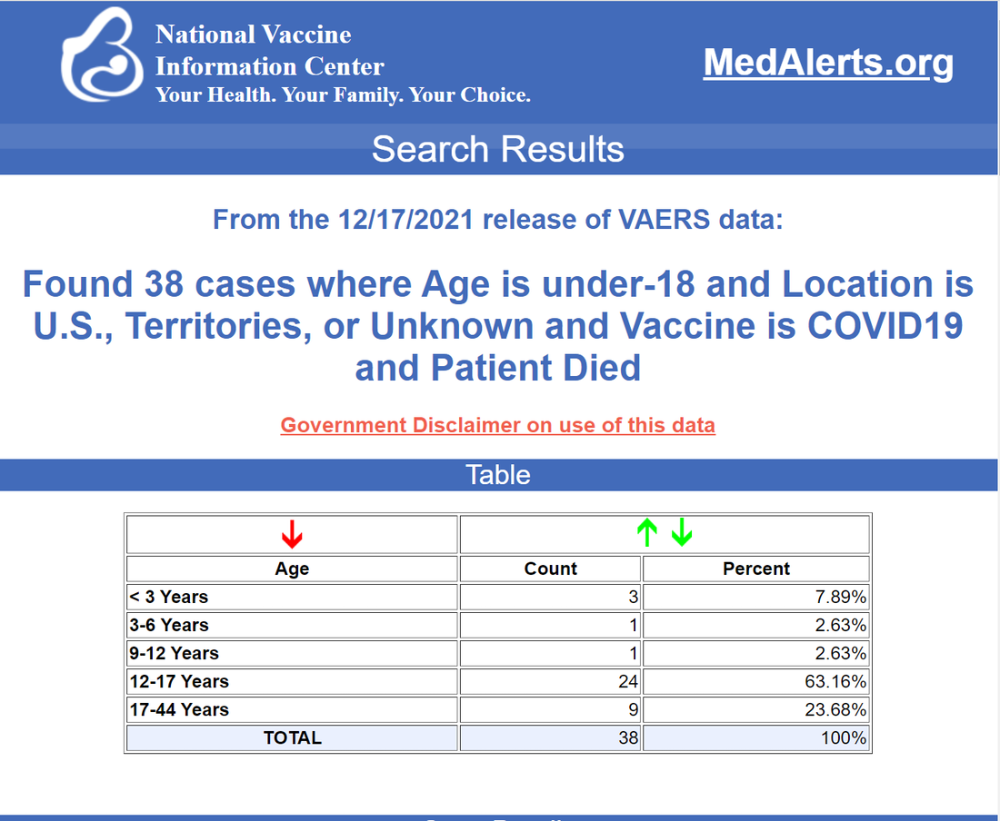 National Vaccine
Information Center
Your Health. Your Family. Your Choice.
MedAlerts.org
Search Results
From the 12/17/2021 release of VAERS data:
Found 38 cases where Age is under-18 and Location is
U.S., Territories, or Unknown and Vaccine is COVID19
and Patient Died
Government Disclaimer on use of this data
Table
Age Count Percent
< 3 Years 3 7.89%
3-6 Years 1 2.63%
9-12 Years 1 2.63%
12-17 Years 24 63.16%
17-44 Years 9 23.68%
TOTAL 38 100%